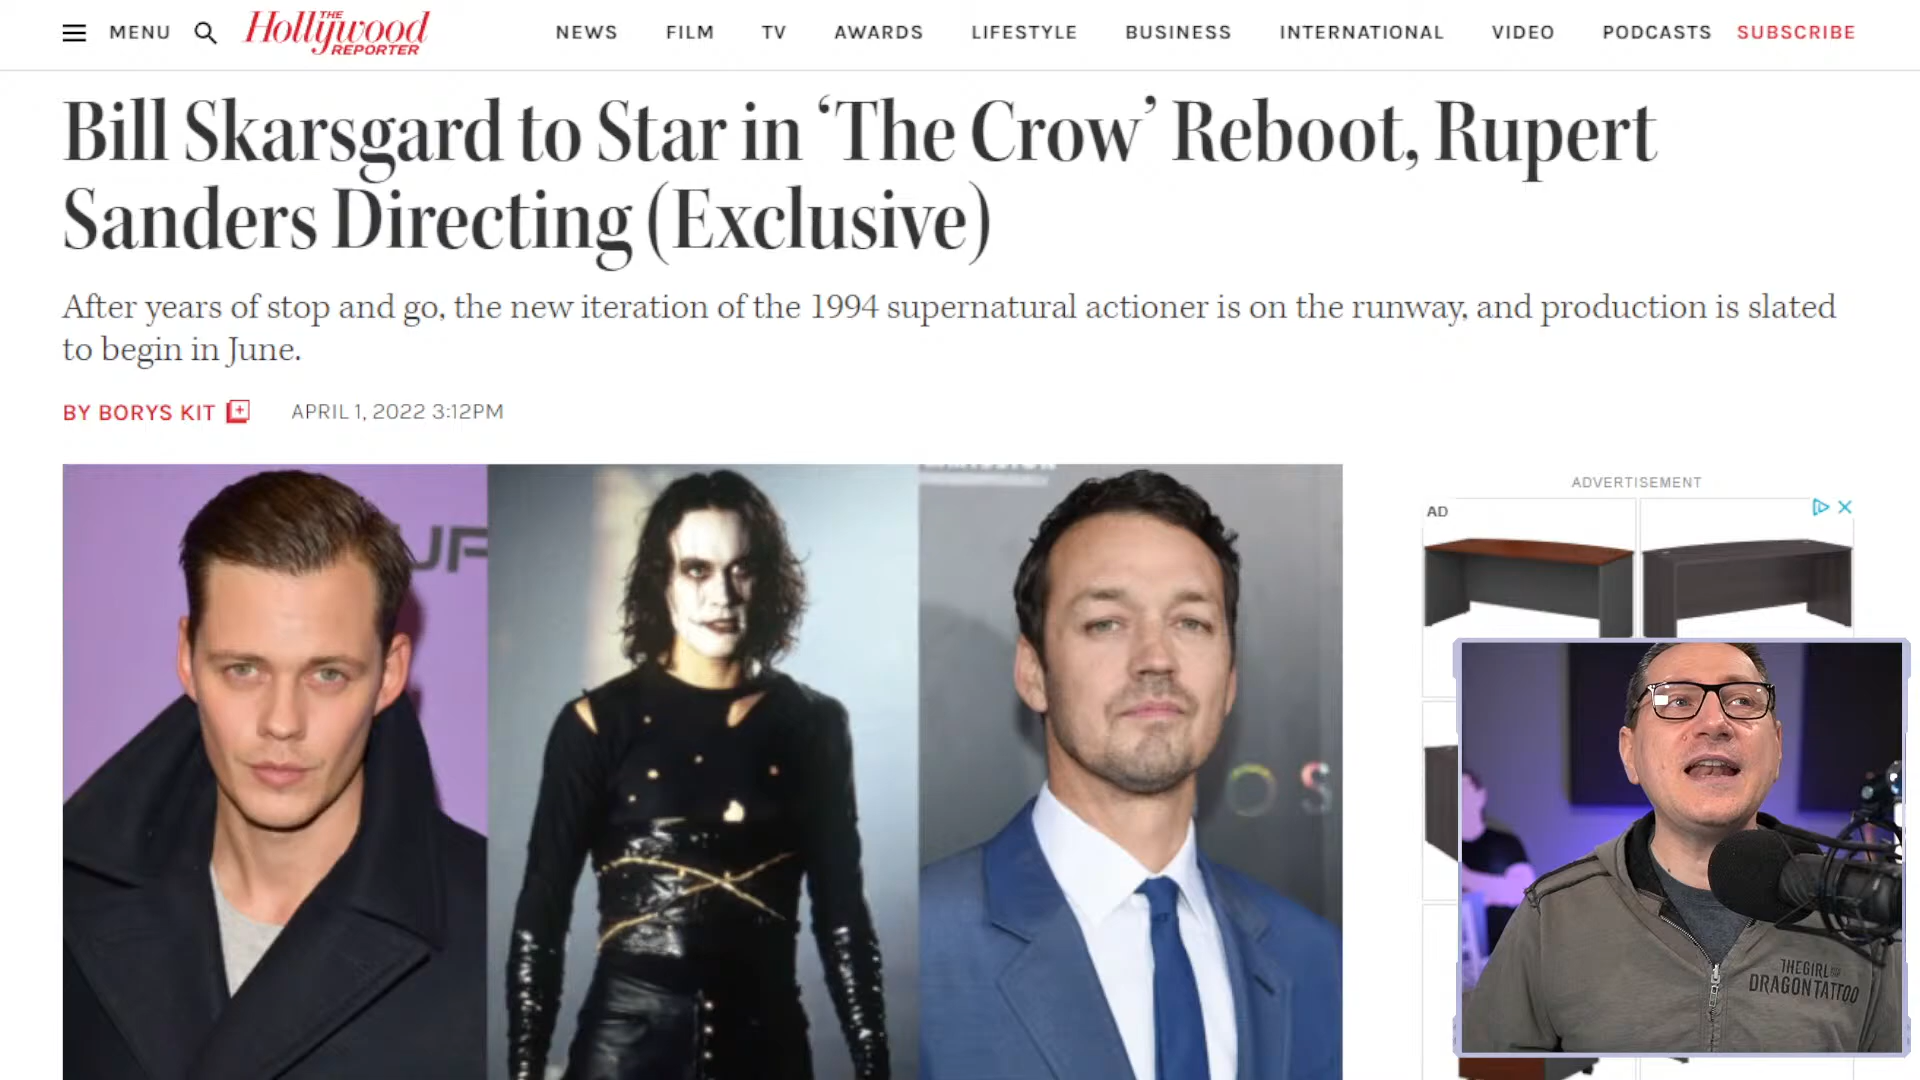 MENU
THE
Hollywood
REPORTER
NEWS
FILM
TV
AWARDS
LIFESTYLE
BUSINESS
INTERNATIONAL
VIDEO
PODCASTS
SUBSCRIBE
Bill Skarsgard to Star in ‘The Crow’ Reboot, Rupert
Sanders Directing (Exclusive)
After years of stop and go, the new iteration of the 1994 supernatural actioner is on the runway, and production is slated
to begin in June.
BY BORYS KIT
APRIL 1, 2022 3:12PM
ADVERTISEMENT
AD
THE GIRL
DRAGON TATTOO